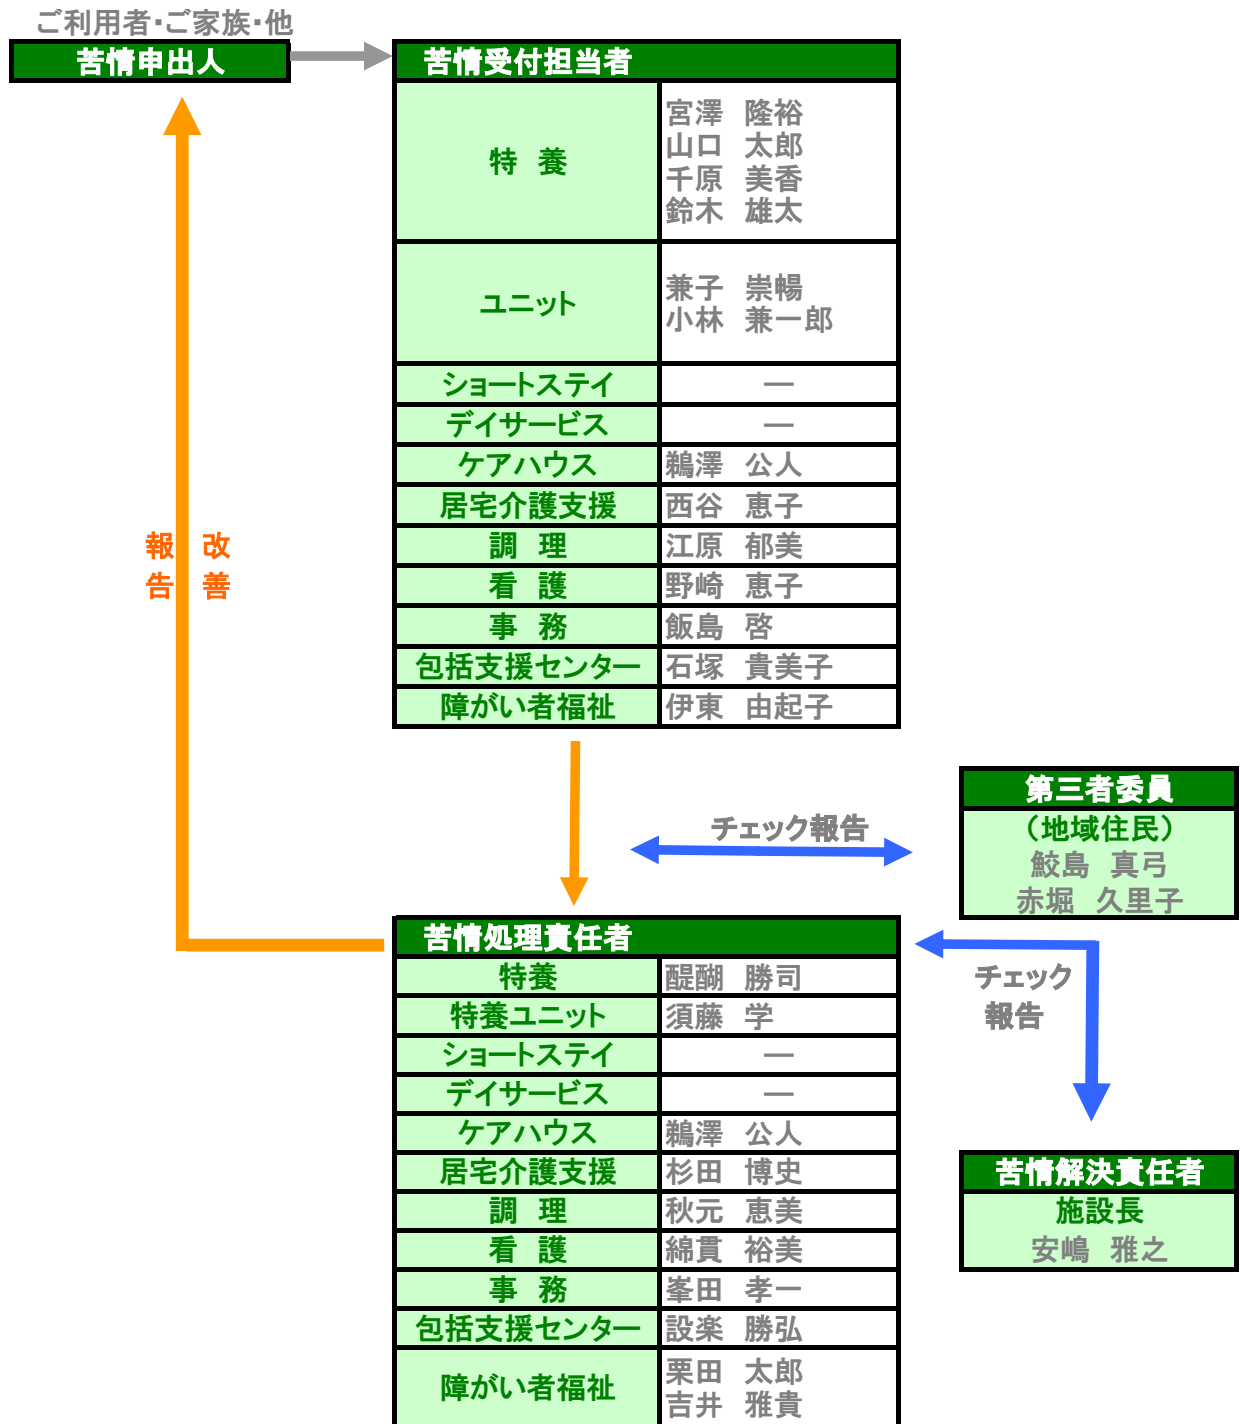 ご利用者・ご家族・他
苦情申出人
苦情受付担当者
特　養
宮澤　隆裕
山口　太郎
千原　美香
鈴木　雄太
ユニット
兼子　崇暢
小林　兼一郎
ショートステイ
―
デイサービス
―
ケアハウス
鵜澤　公人
居宅介護支援
西谷　恵子
調　理
江原　郁美
看　護
野崎　恵子
事　務
飯島　啓
包括支援センター
石塚　貴美子
障がい者福祉
伊東　由起子
報告
改善
チェック報告
第三者委員
（地域住民）
鮫島　真弓
赤堀　久里子
苦情処理責任者
特養
醍醐　勝司
特養ユニット
須藤　学
ショートステイ
―
デイサービス
―
ケアハウス
鵜澤　公人
居宅介護支援
杉田　博史
調　理
秋元　恵美
看　護
綿貫　裕美
事　務
峯田　孝一
包括支援センター
設楽　勝弘
障がい者福祉
栗田　太郎
吉井　雅貴
チェック
報告
苦情解決責任者
施設長
安嶋　雅之